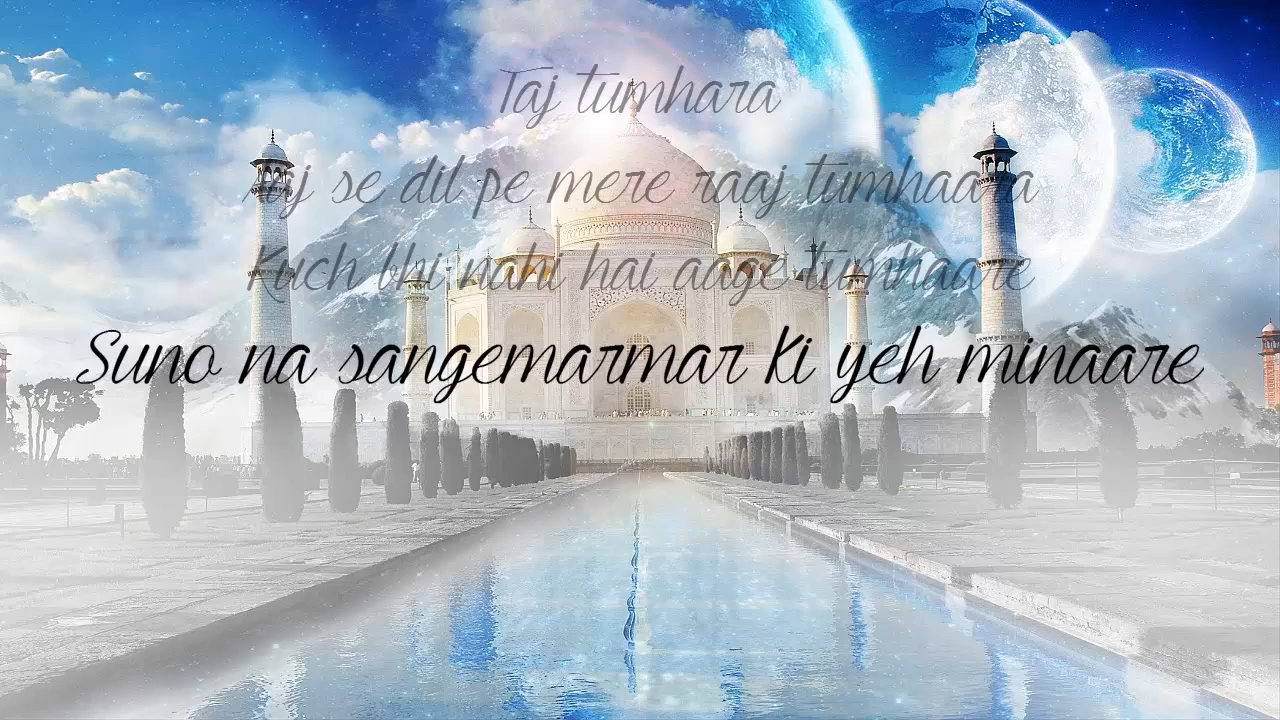 Taj tumhara
Aaj se dil pe mere raaj tumhaara
Kuch bhi nahi hai aage tumhaare
Suno na sangemarmar ki yeh minaare